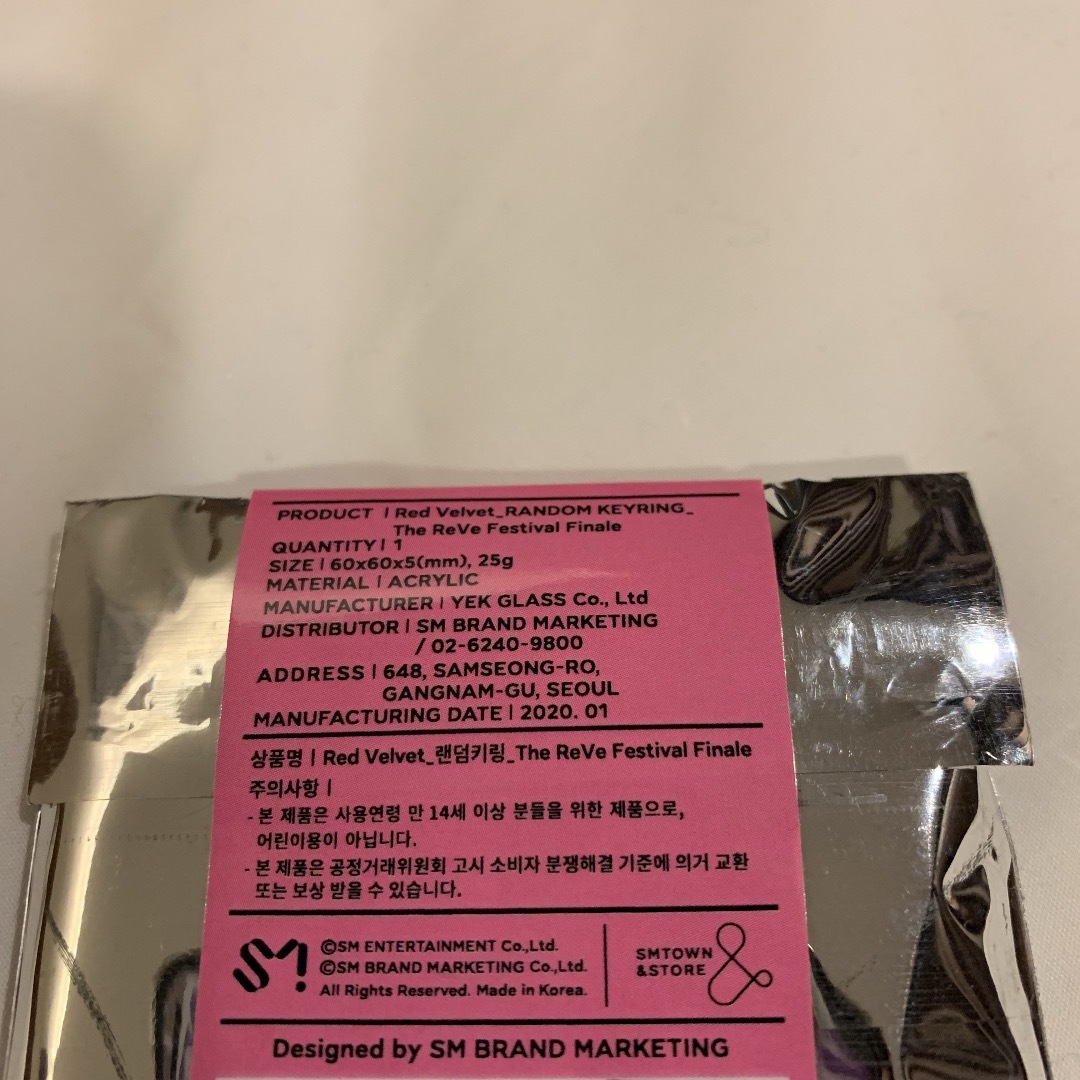 PRODUCT | Red Velvet_RANDOM KEYRING_
The ReVe Festival Finale
QUANTITY | 1
SIZE | 60x60x5(mm), 25g
MATERIAL | ACRYLIC
MANUFACTURER | YEK GLASS Co., Ltd
DISTRIBUTOR | SM BRAND MARKETING
/ 02-6240-9800
ADDRESS | 648, SAMSEONG-RO,
GANGNAM-GU, SEOUL
MANUFACTURING DATE | 2020. 01
상품명 | Red Velvet_랜덤키링_The ReVe Festival Finale
주의사항 |
- 본 제품은 사용연령 만 14세 이상 분들을 위한 제품으로,
어린이용이 아닙니다.
- 본 제품은 공정거래위원회 고시 소비자 분쟁해결 기준에 의거 교환
또는 보상 받을 수 있습니다.
SM
©SM ENTERTAINMENT Co.,Ltd.
©SM BRAND MARKETING Co.,Ltd.
All Rights Reserved. Made in Korea.
SMTOWN
&STORE
Designed by SM BRAND MARKETING